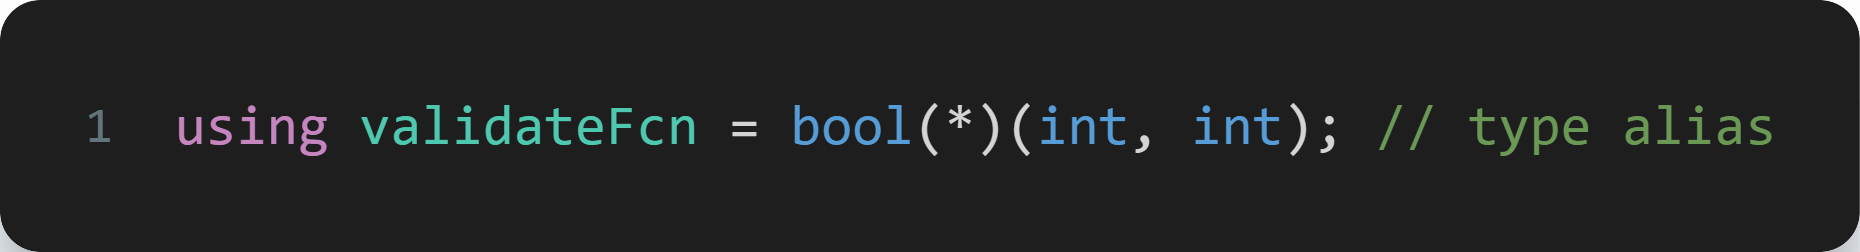 1 using validateFcn = bool(*)(int, int); // type alias